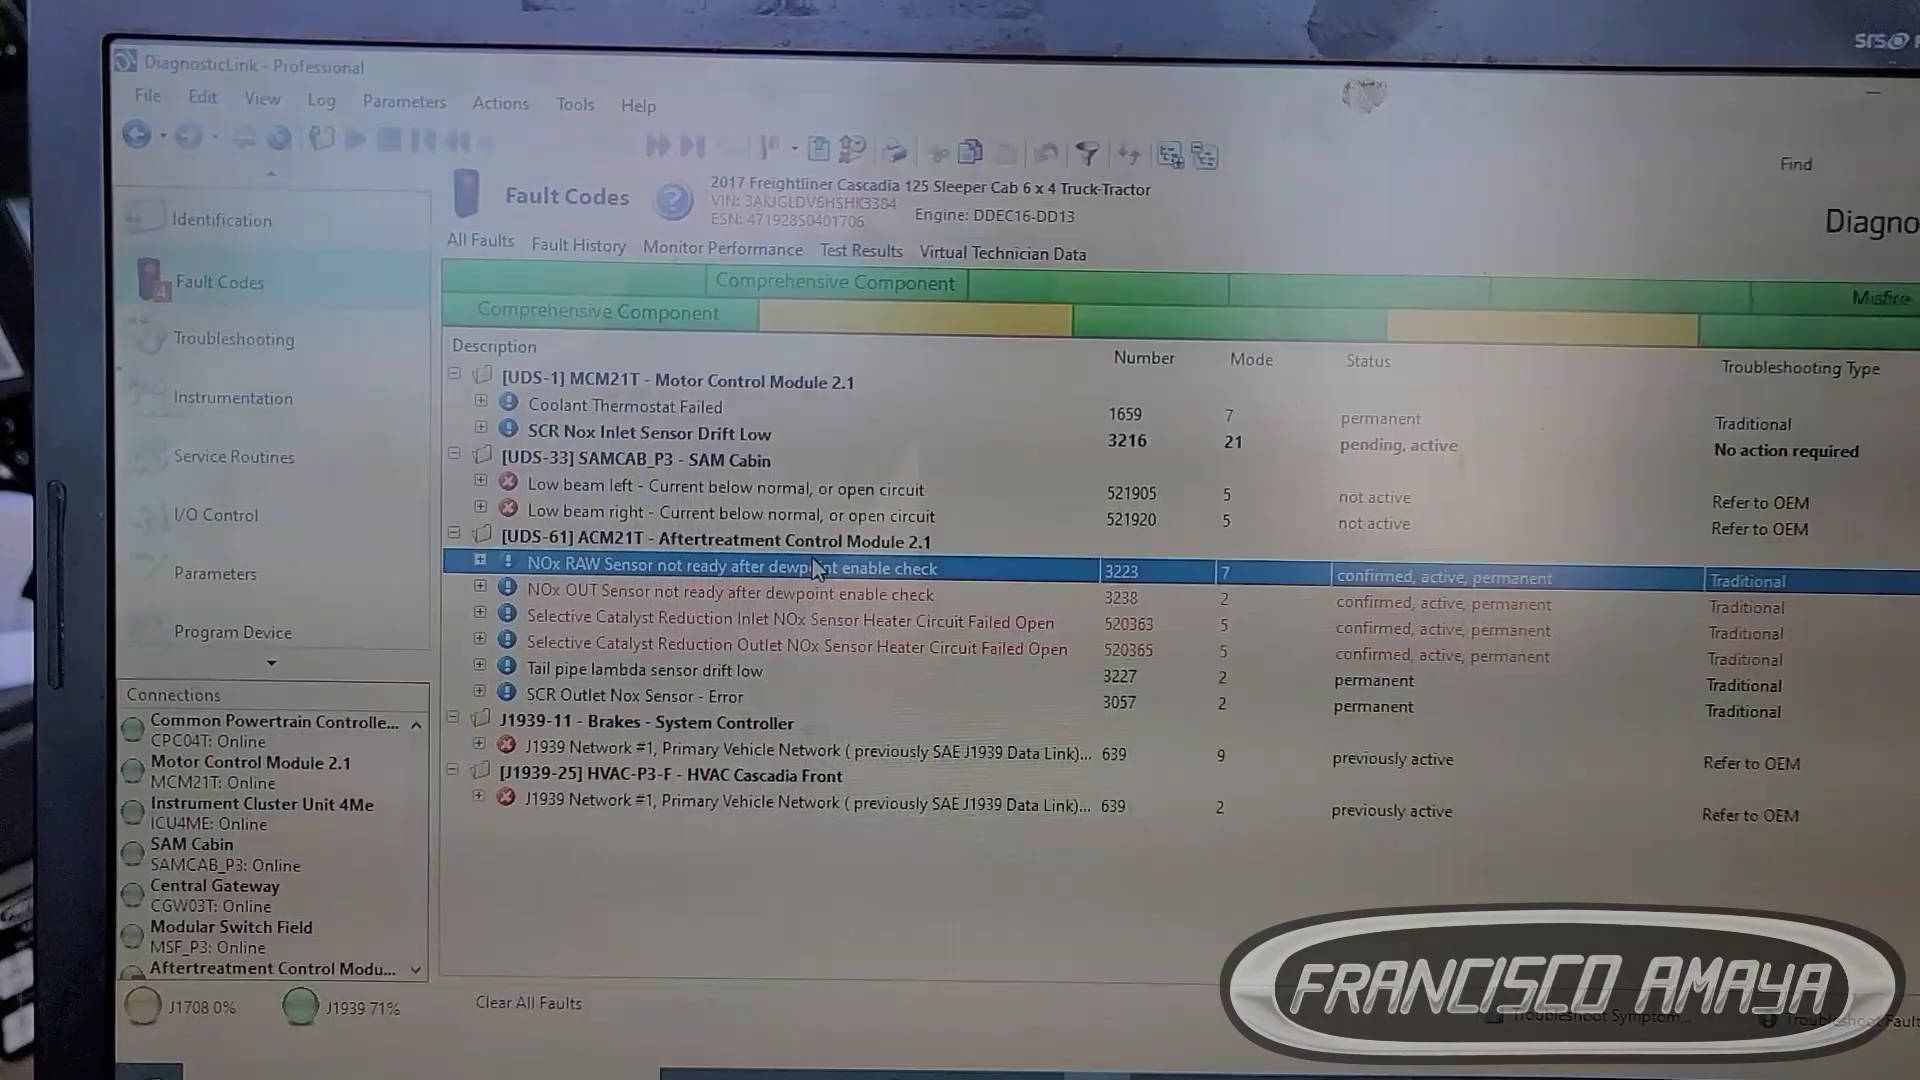 SRS
DiagnosticLink - Professional
File Edit View Log Parameters Actions Tools Help
Find
Fault Codes
2017 Freightliner Cascadia 125 Sleeper Cab 6 x 4 Truck-Tractor
VIN: 3AKJGLDV6HSHK3384
ESN: 47192850401706
Engine: DDEC16-DD13
Diagno
All Faults Fault History Monitor Performance Test Results Virtual Technician Data
Comprehensive Component Misfire
Comprehensive Component
Identification
4
Fault Codes
Troubleshooting
Instrumentation
Service Routines
I/O Control
Parameters
Program Device
Description Number Mode Status Troubleshooting Type
[UDS-1] MCM21T - Motor Control Module 2.1
Coolant Thermostat Failed 1659 7 permanent Traditional
SCR Nox Inlet Sensor Drift Low 3216 21 pending, active No action required
[UDS-33] SAMCAB_P3 - SAM Cabin
Low beam left - Current below normal, or open circuit 521905 5 not active Refer to OEM
Low beam right - Current below normal, or open circuit 521920 5 not active Refer to OEM
[UDS-61] ACM21T - Aftertreatment Control Module 2.1
NOx RAW Sensor not ready after dewpoint enable check 3223 7 confirmed, active, permanent Traditional
NOx OUT Sensor not ready after dewpoint enable check 3238 2 confirmed, active, permanent Traditional
Selective Catalyst Reduction Inlet NOx Sensor Heater Circuit Failed Open 520363 5 confirmed, active, permanent Traditional
Selective Catalyst Reduction Outlet NOx Sensor Heater Circuit Failed Open 520365 5 confirmed, active, permanent Traditional
Tail pipe lambda sensor drift low 3227 2 permanent Traditional
SCR Outlet Nox Sensor - Error 3057 2 permanent Traditional
J1939-11 - Brakes - System Controller
J1939 Network #1, Primary Vehicle Network ( previously SAE J1939 Data Link)... 639 9 previously active Refer to OEM
[J1939-25] HVAC-P3-F - HVAC Cascadia Front
J1939 Network #1, Primary Vehicle Network ( previously SAE J1939 Data Link)... 639 2 previously active Refer to OEM
Connections
Common Powertrain Controlle...
CPC04T: Online
Motor Control Module 2.1
MCM21T: Online
Instrument Cluster Unit 4Me
ICU4ME: Online
SAM Cabin
SAMCAB_P3: Online
Central Gateway
CGW03T: Online
Modular Switch Field
MSF_P3: Online
Aftertreatment Control Modu...
J1708 0% J1939 71%
Clear All Faults
Troubleshoot Symptom... Troubleshoot Fault
FRANCISCO AMAYA